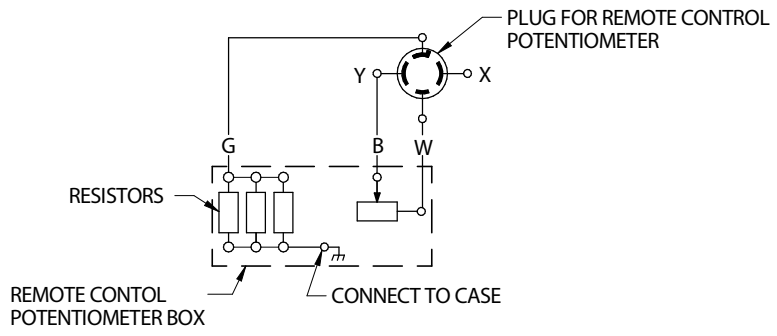 PLUG FOR REMOTE CONTROL
POTENTIOMETER
Y
X
G
B
W
RESISTORS
REMOTE CONTOL
POTENTIOMETER BOX
CONNECT TO CASE